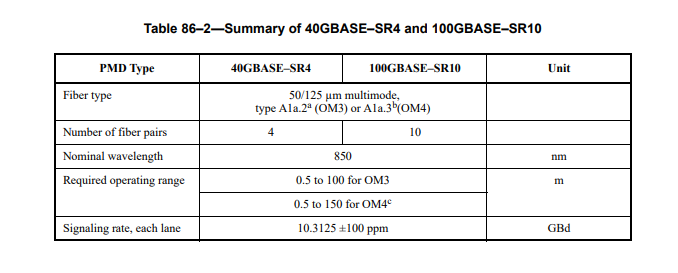 Table 86–2—Summary of 40GBASE–SR4 and 100GBASE–SR10
PMD Type 40GBASE–SR4 100GBASE–SR10 Unit
Fiber type 50/125 µm multimode,
type A1a.2a (OM3) or A1a.3b(OM4)
Number of fiber pairs 4 10
Nominal wavelength 850 nm
Required operating range 0.5 to 100 for OM3 m
0.5 to 150 for OM4c
Signaling rate, each lane 10.3125 ±100 ppm GBd